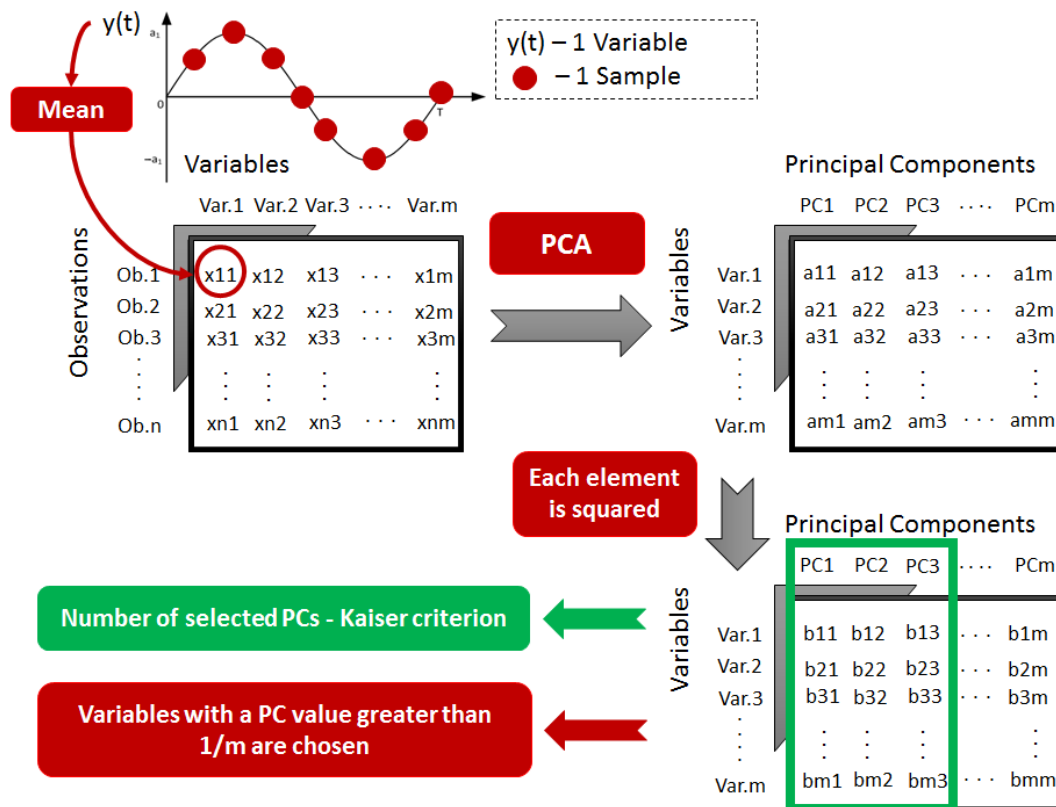 y(t)
a₁
0
T
–a₁
y(t) – 1 Variable
– 1 Sample
Mean
Variables
Var.1 Var.2 Var.3 ···· Var.m
Observations
Ob.1 x11 x12 x13 · · · x1m
Ob.2 x21 x22 x23 · · · x2m
Ob.3 x31 x32 x33 · · · x3m
Ob.n xn1 xn2 xn3 · · · xnm
PCA
Principal Components
PC1 PC2 PC3 ···· PCm
Variables
Var.1 a11 a12 a13 · · · a1m
Var.2 a21 a22 a23 · · · a2m
Var.3 a31 a32 a33 · · · a3m
Var.m am1 am2 am3 · · · amm
Each element
is squared
Principal Components
PC1 PC2 PC3 ···· PCm
Variables
Var.1 b11 b12 b13 · · · b1m
Var.2 b21 b22 b23 · · · b2m
Var.3 b31 b32 b33 · · · b3m
Var.m bm1 bm2 bm3 · · · bmm
Number of selected PCs - Kaiser criterion
Variables with a PC value greater than
1/m are chosen